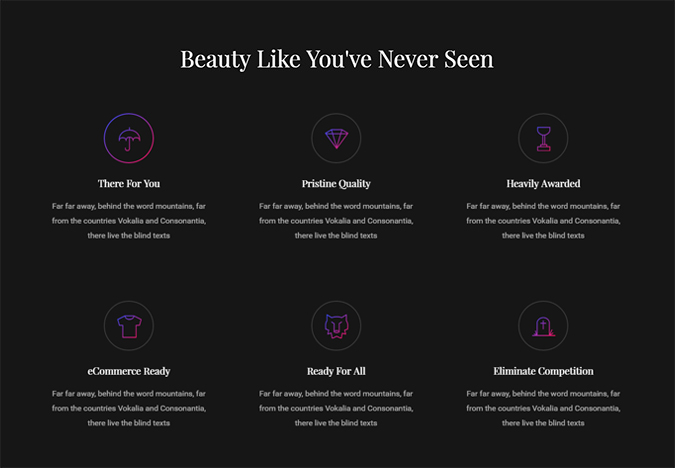 Beauty Like You've Never Seen
There For You
Far far away, behind the word mountains, far
from the countries Vokalia and Consonantia,
there live the blind texts
Pristine Quality
Far far away, behind the word mountains, far
from the countries Vokalia and Consonantia,
there live the blind texts
Heavily Awarded
Far far away, behind the word mountains, far
from the countries Vokalia and Consonantia,
there live the blind texts
eCommerce Ready
Far far away, behind the word mountains, far
from the countries Vokalia and Consonantia,
there live the blind texts
Ready For All
Far far away, behind the word mountains, far
from the countries Vokalia and Consonantia,
there live the blind texts
Eliminate Competition
Far far away, behind the word mountains, far
from the countries Vokalia and Consonantia,
there live the blind texts